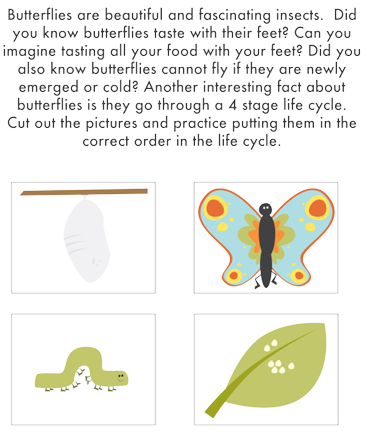 Butterflies are beautiful and fascinating insects.  Did
you know butterflies taste with their feet? Can you
imagine tasting all your food with your feet? Did you
also know butterflies cannot fly if they are newly
emerged or cold? Another interesting fact about
butterflies is they go through a 4 stage life cycle.
Cut out the pictures and practice putting them in the
correct order in the life cycle.